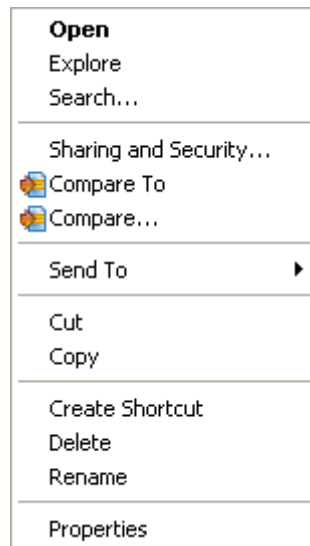 Open
Explore
Search...
Sharing and Security...
Compare To
Compare...
Send To
Cut
Copy
Create Shortcut
Delete
Rename
Properties